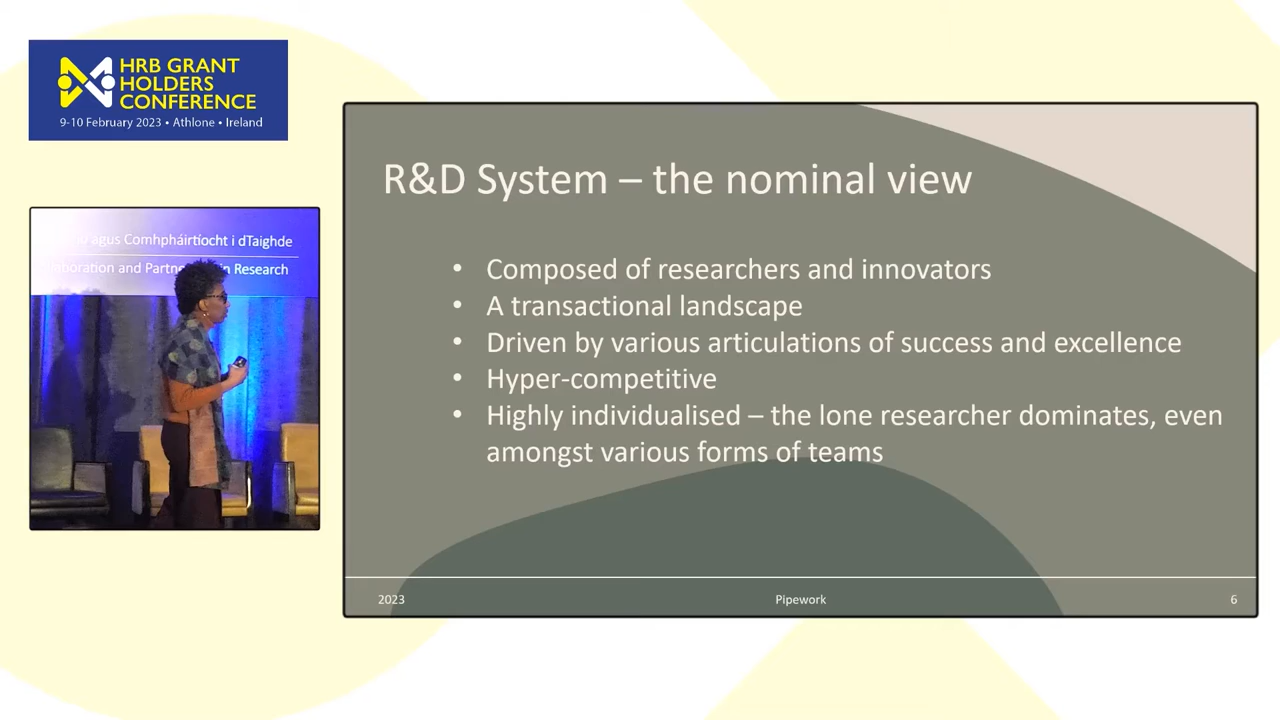 HRB GRANT
HOLDERS
CONFERENCE
9-10 February 2023 • Athlone • Ireland
agus Comhpháirtíocht i dTaighde
and in Research
R&D System – the nominal view
• Composed of researchers and innovators
• A transactional landscape
• Driven by various articulations of success and excellence
• Hyper-competitive
• Highly individualised – the lone researcher dominates, even
amongst various forms of teams
2023
Pipework
6